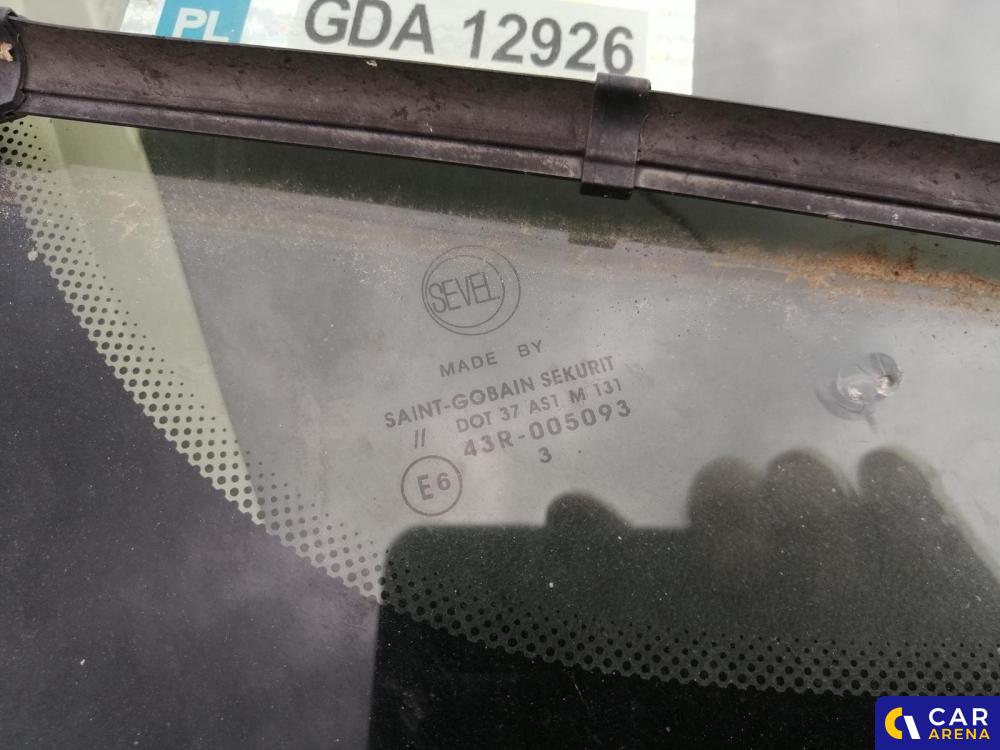 PL
GDA 12926
SEVEL
MADE BY
SAINT-GOBAIN SEKURIT
// DOT 37 AS1 M 131
43R-005093
E6 3
CAR
ARENA